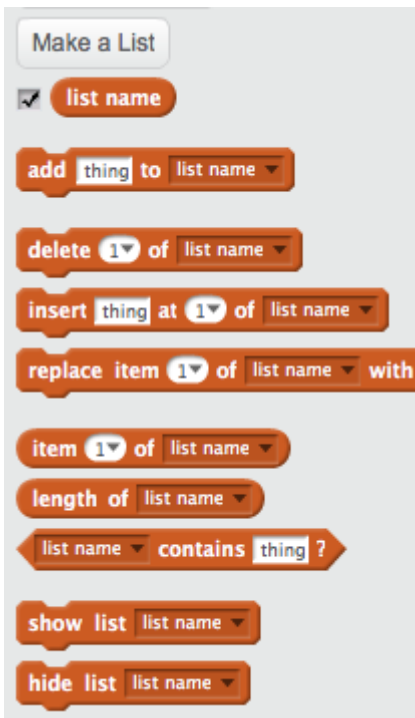 Make a List
list name
add thing to list name
delete 1 of list name
insert thing at 1 of list name
replace item 1 of list name with
item 1 of list name
length of list name
list name contains thing ?
show list list name
hide list list name